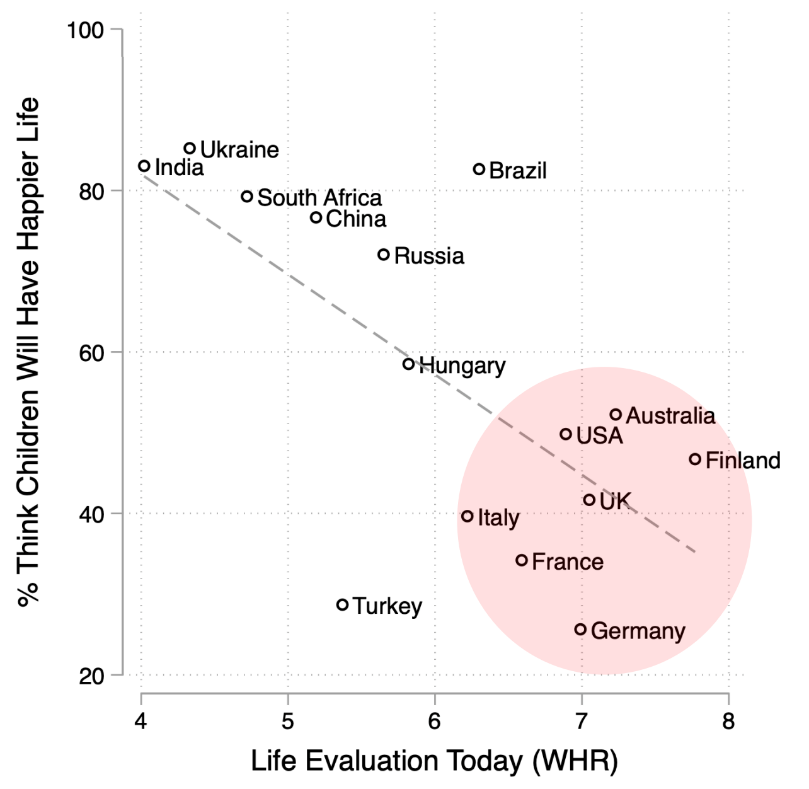 100
80
60
40
20
% Think Children Will Have Happier Life
Ukraine
India
Brazil
South Africa
China
Russia
Hungary
Australia
USA
Finland
UK
Italy
France
Turkey
Germany
4 5 6 7 8
Life Evaluation Today (WHR)